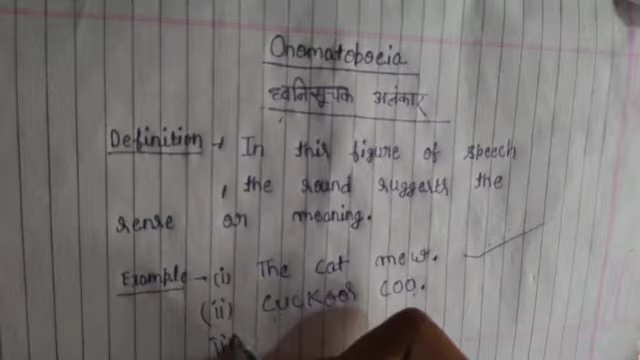 Onomatopoeia
ध्वनिसूचक अलंकार
Definition → In this figure of speech
, the sound suggests the
sense or meaning.
Example → (i) The cat mew.
(ii) Cuckoos coo.